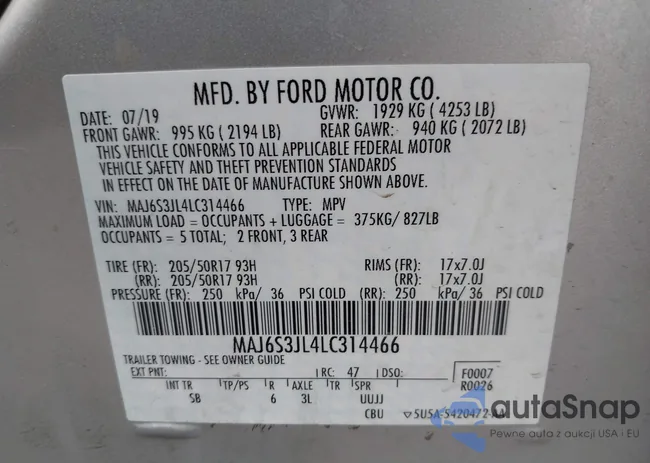 MFD. BY FORD MOTOR CO.
DATE: 07/19 GVWR: 1929 KG ( 4253 LB)
FRONT GAWR: 995 KG ( 2194 LB) REAR GAWR: 940 KG ( 2072 LB)
THIS VEHICLE CONFORMS TO ALL APPLICABLE FEDERAL MOTOR
VEHICLE SAFETY AND THEFT PREVENTION STANDARDS
IN EFFECT ON THE DATE OF MANUFACTURE SHOWN ABOVE.
VIN: MAJ6S3JL4LC314466 TYPE: MPV
MAXIMUM LOAD = OCCUPANTS + LUGGAGE = 375KG/ 827LB
OCCUPANTS = 5 TOTAL; 2 FRONT, 3 REAR
TIRE (FR): 205/50R17 93H RIMS (FR): 17x7.0J
(RR): 205/50R17 93H (RR): 17x7.0J
PRESSURE (FR): 250 kPa/ 36 PSI COLD (RR): 250 kPa/ 36 PSI COLD
MAJ6S3JL4LC314466
TRAILER TOWING - SEE OWNER GUIDE
EXT PNT: RC: 47 DSO: F0007
R0026
INT TR TP/PS R AXLE TR SPR
SB 6 3L UUJJ
CBU 5U5A-5420472-AA
autaSnap
Pewne auta z aukcji USA i EU